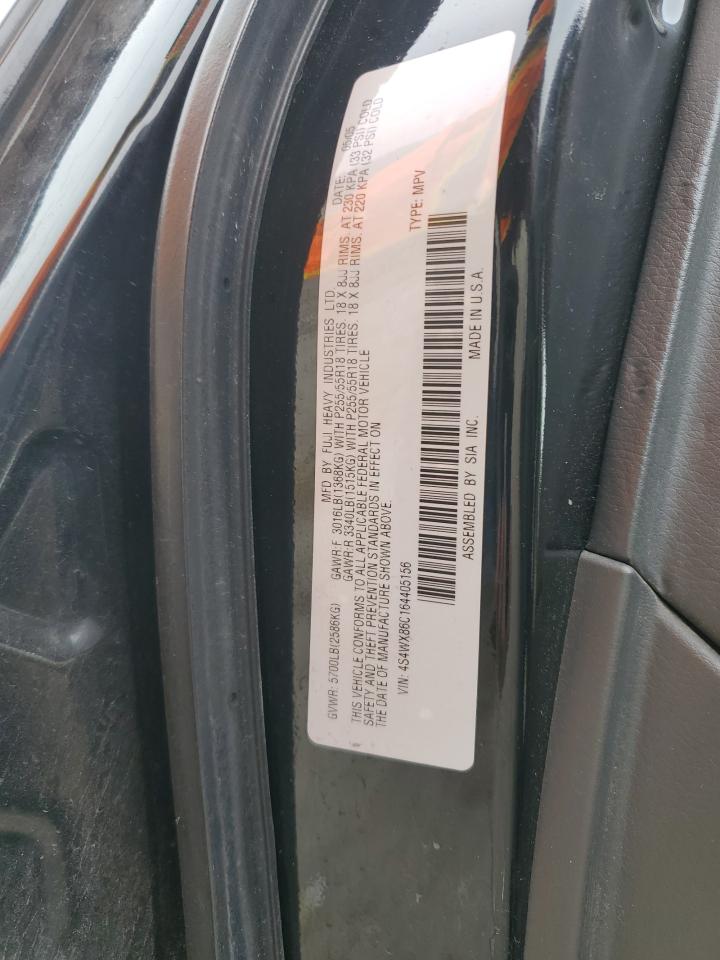 MFD BY FUJI HEAVY INDUSTRIES LTD. DATE: 05/05
GVWR: 5700LB(2586KG) GAWR:F 3016LB(1368KG) WITH P255/55R18 TIRES. 18 X 8JJ RIMS. AT 230 KPA (33 PSI) COLD
GAWR:R 3340LB(1515KG) WITH P255/55R18 TIRES. 18 X 8JJ RIMS. AT 220 KPA (32 PSI) COLD
THIS VEHICLE CONFORMS TO ALL APPLICABLE FEDERAL MOTOR VEHICLE
SAFETY AND THEFT PREVENTION STANDARDS IN EFFECT ON
THE DATE OF MANUFACTURE SHOWN ABOVE.
VIN: 4S4WX86C164405156 TYPE: MPV
ASSEMBLED BY SIA INC. MADE IN U.S.A.